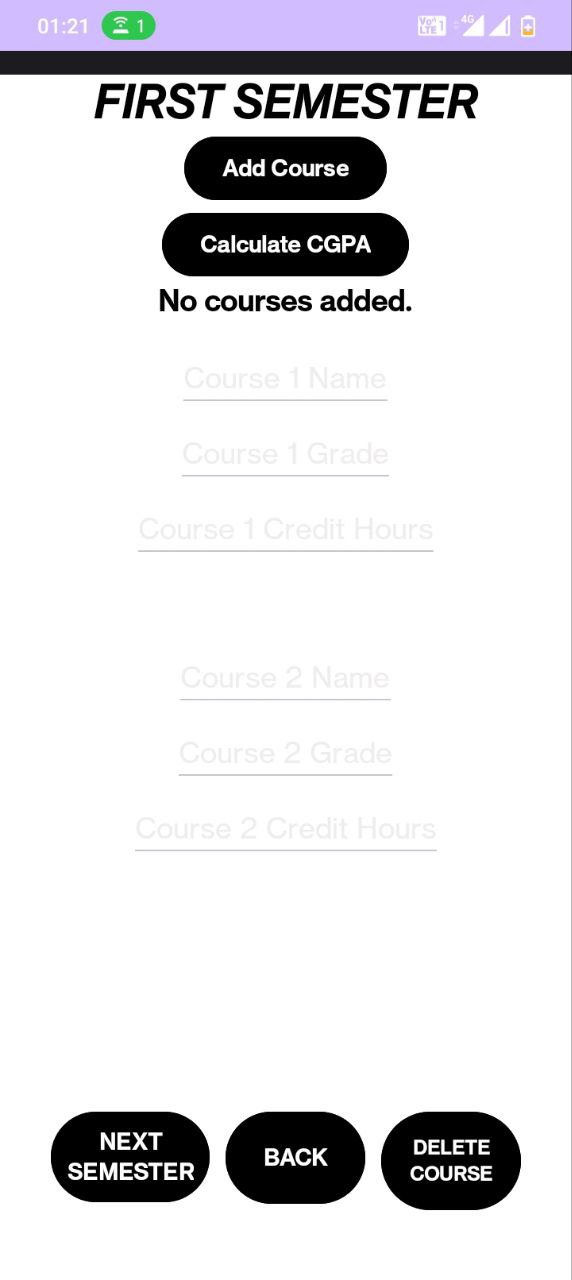 01:21 1 Vo LTE 1 4G
FIRST SEMESTER
Add Course
Calculate CGPA
No courses added.
Course 1 Name
Course 1 Grade
Course 1 Credit Hours
Course 2 Name
Course 2 Grade
Course 2 Credit Hours
NEXT
SEMESTER
BACK
DELETE
COURSE